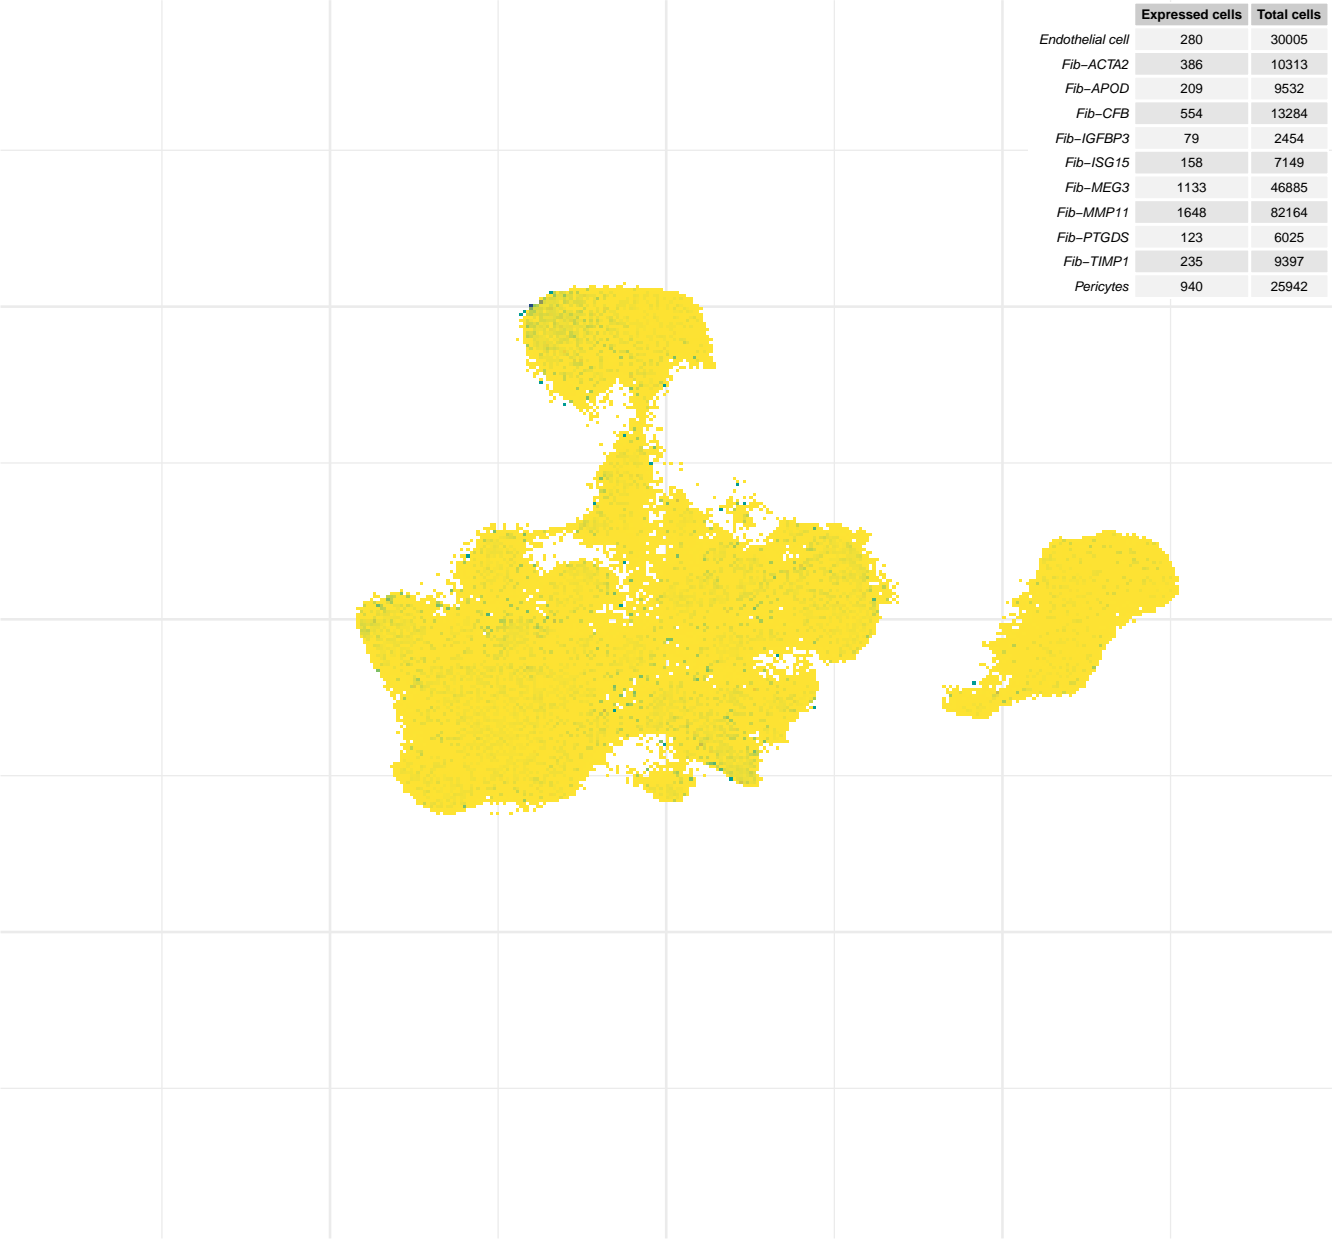 Expressed cells Total cells
Endothelial cell 280 30005
Fib−ACTA2 386 10313
Fib−APOD 209 9532
Fib−CFB 554 13284
Fib−IGFBP3 79 2454
Fib−ISG15 158 7149
Fib−MEG3 1133 46885
Fib−MMP11 1648 82164
Fib−PTGDS 123 6025
Fib−TIMP1 235 9397
Pericytes 940 25942